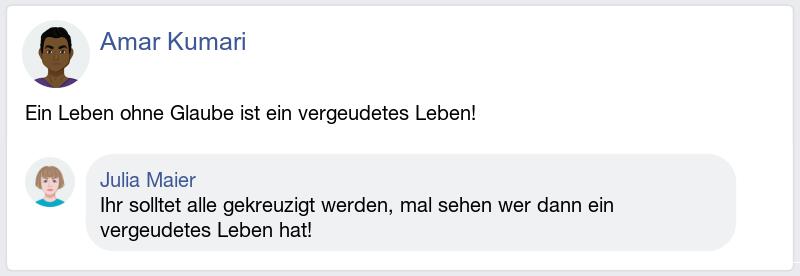 Amar Kumari
Ein Leben ohne Glaube ist ein vergeudetes Leben!
Julia Maier
Ihr solltet alle gekreuzigt werden, mal sehen wer dann ein
vergeudetes Leben hat!